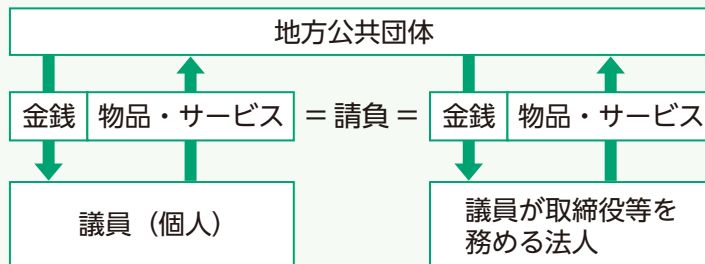 地方公共団体
金銭 物品・サービス ＝請負＝ 金銭 物品・サービス
議員（個人）
議員が取締役等を
務める法人